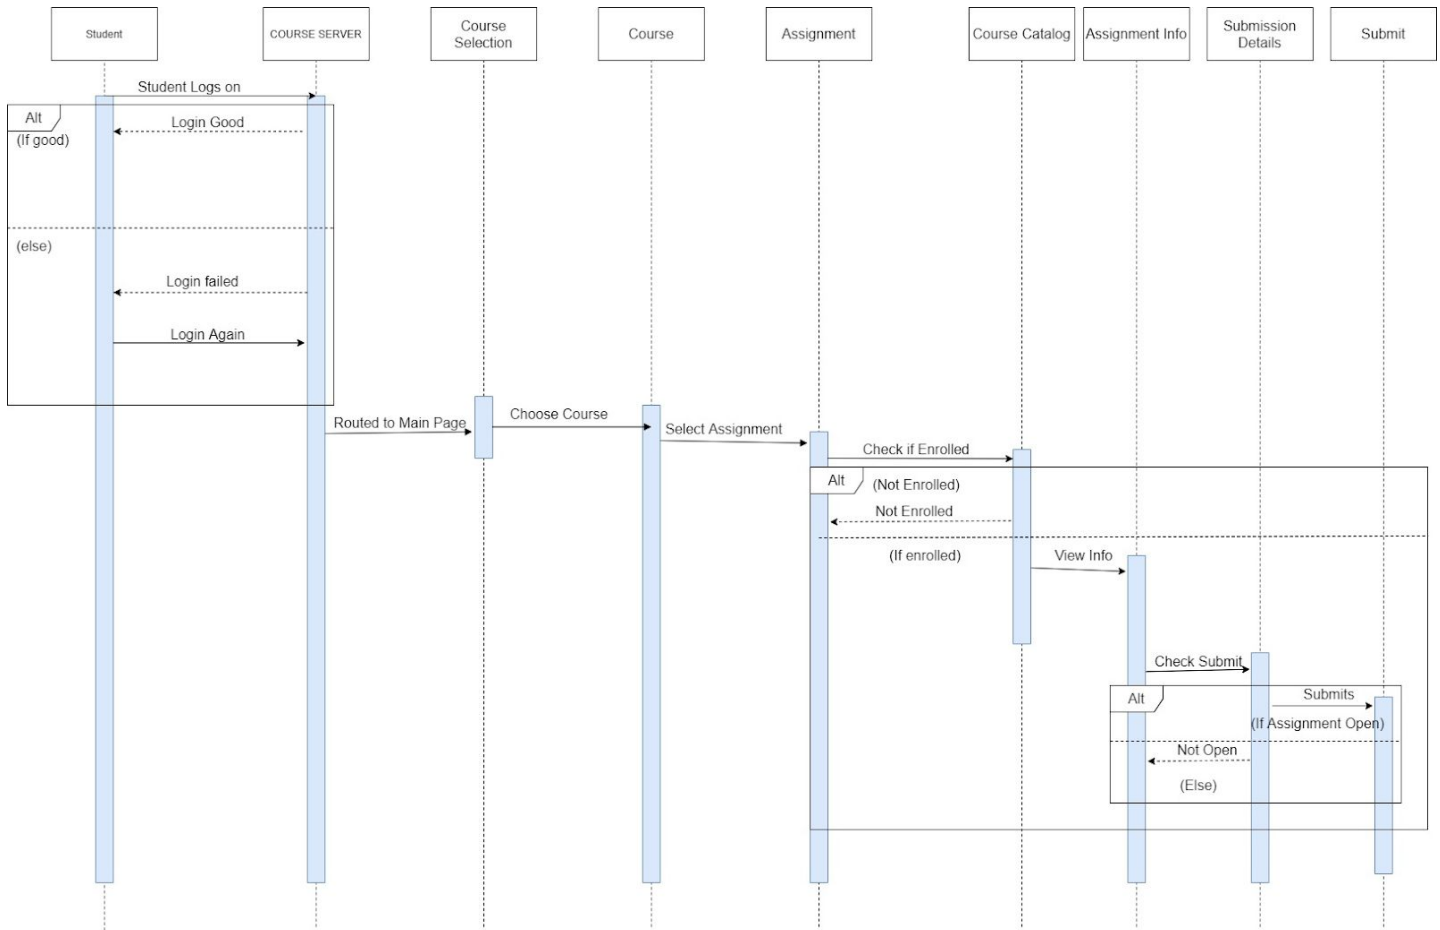 Student
COURSE SERVER
Course
Selection
Course
Assignment
Course Catalog
Assignment Info
Submission
Details
Submit
Student Logs on
Alt
Login Good
(If good)
(else)
Login failed
Login Again
Routed to Main Page
Choose Course
Select Assignment
Check if Enrolled
Alt
(Not Enrolled)
Not Enrolled
(If enrolled)
View Info
Check Submit
Alt
Submits
(If Assignment Open)
Not Open
(Else)